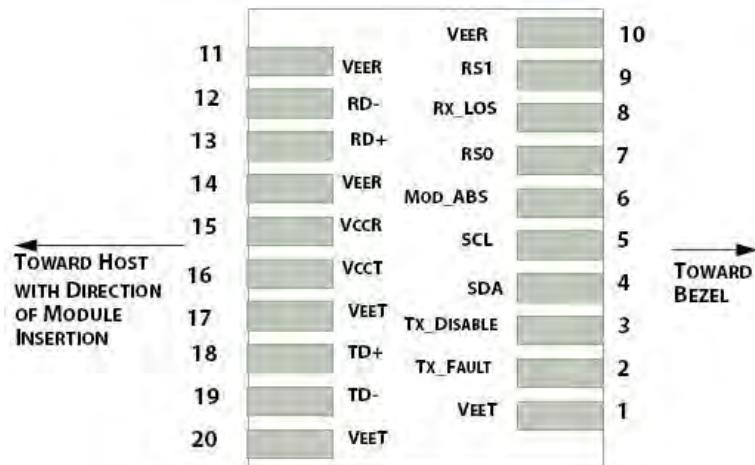 VEER 10
11 VEER
RS1 9
12 RD-
RX_LOS 8
13 RD+
RS0 7
14 VEER
MOD_ABS 6
15 VCCR
SCL 5
16 VCCT
SDA 4
17 VEET
TX_DISABLE 3
18 TD+
TX_FAULT 2
19 TD-
VEET 1
20 VEET
TOWARD HOST
WITH DIRECTION
OF MODULE
INSERTION
TOWARD
BEZEL